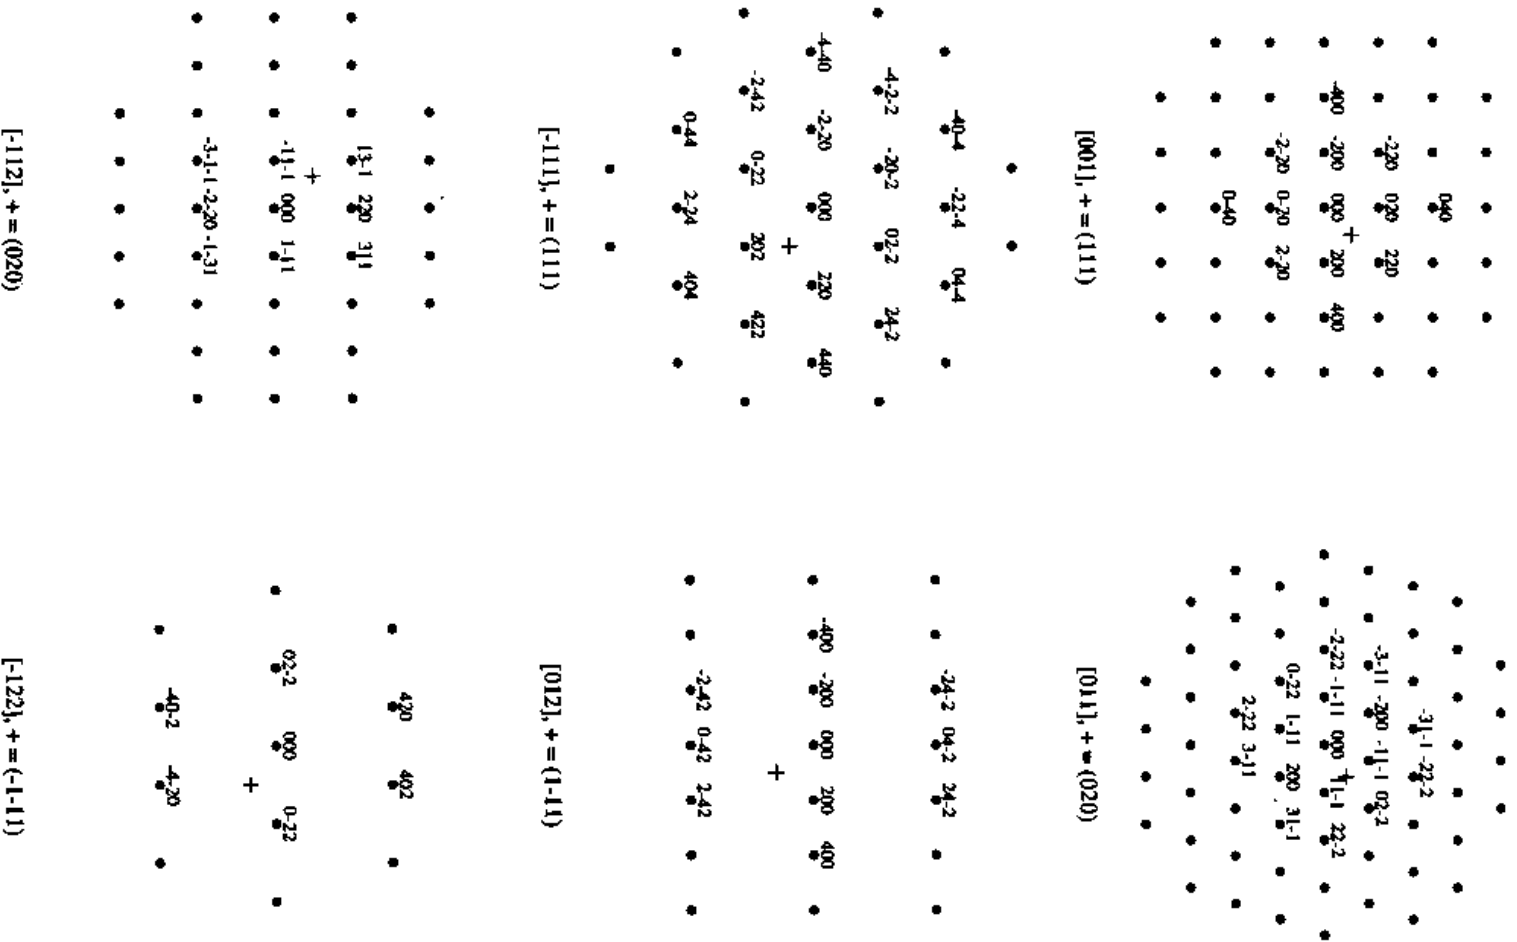 040
-220 020 220
+
-400 -200 000 200 400
-2-20 0-20 2-20
0-40
[001], + = (111)
-31-1 -22-2
-3-11 -200 -11-1 02-2
+
-2-22 -1-11 000 11-1 22-2
0-22 1-11 200 31-1
2-22 3-11
[011], + = (020)
-40-4 -22-4 04-4
-4-2-2 -20-2 02-2 24-2
-4-40 -2-20 000 220 440
+
-2-42 0-22 202 422
0-44 2-24 404
[-111], + = (111)
-24-2 04-2 24-2
-400 -200 000 200 400
+
-2-42 0-42 2-42
[012], + = (1-11)
13-1 220 311
+
-11-1 000 1-11
-3-1-1 -2-20 -1-31
[-112], + = (020)
420 402
02-2 000 0-22
+
-40-2 -4-20
[-122], + = (-1-11)